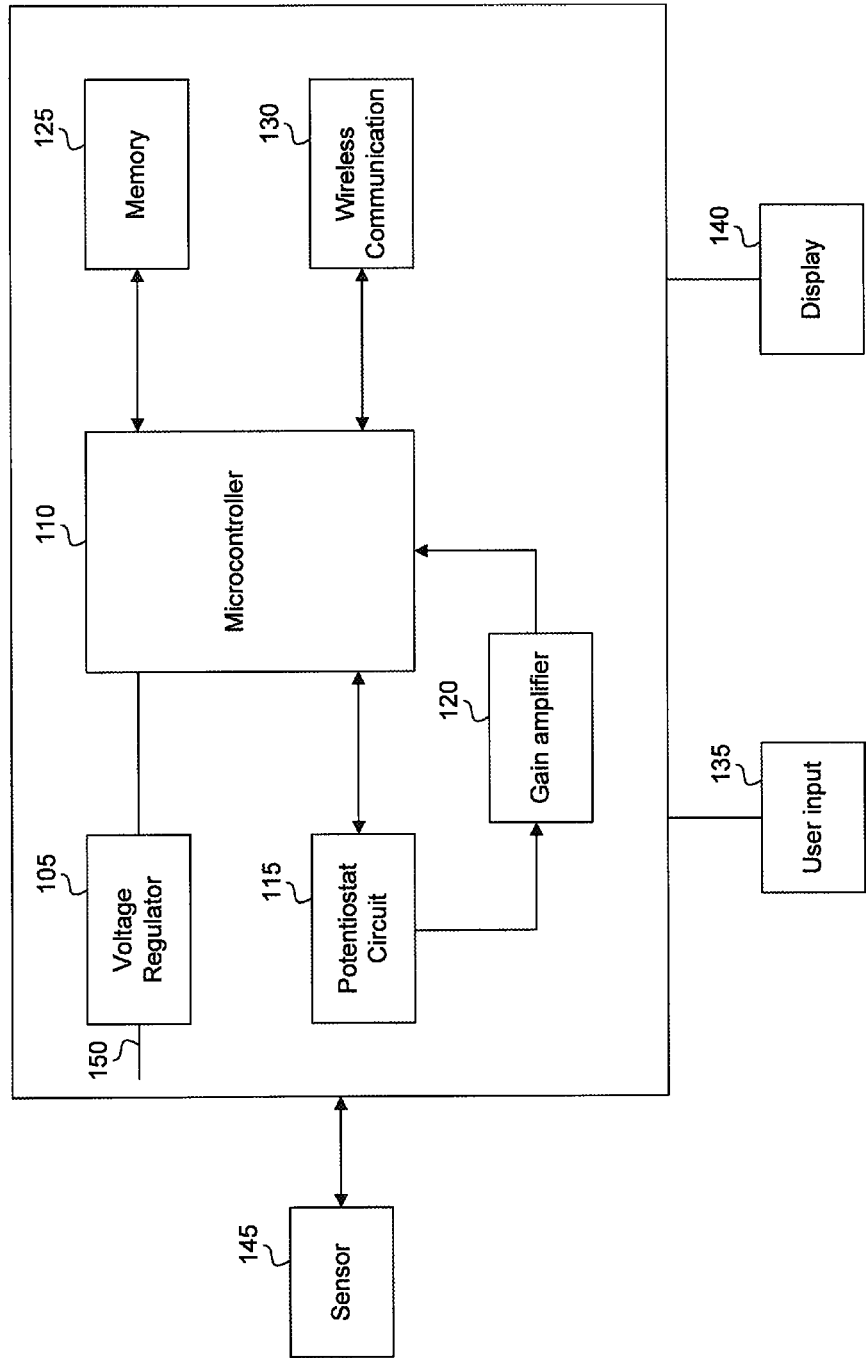 125
Memory
130
Wireless
Communication
110
Microcontroller
105
Voltage
Regulator
150
115
Potentiostat
Circuit
120
Gain amplifier
145
Sensor
135
User input
140
Display